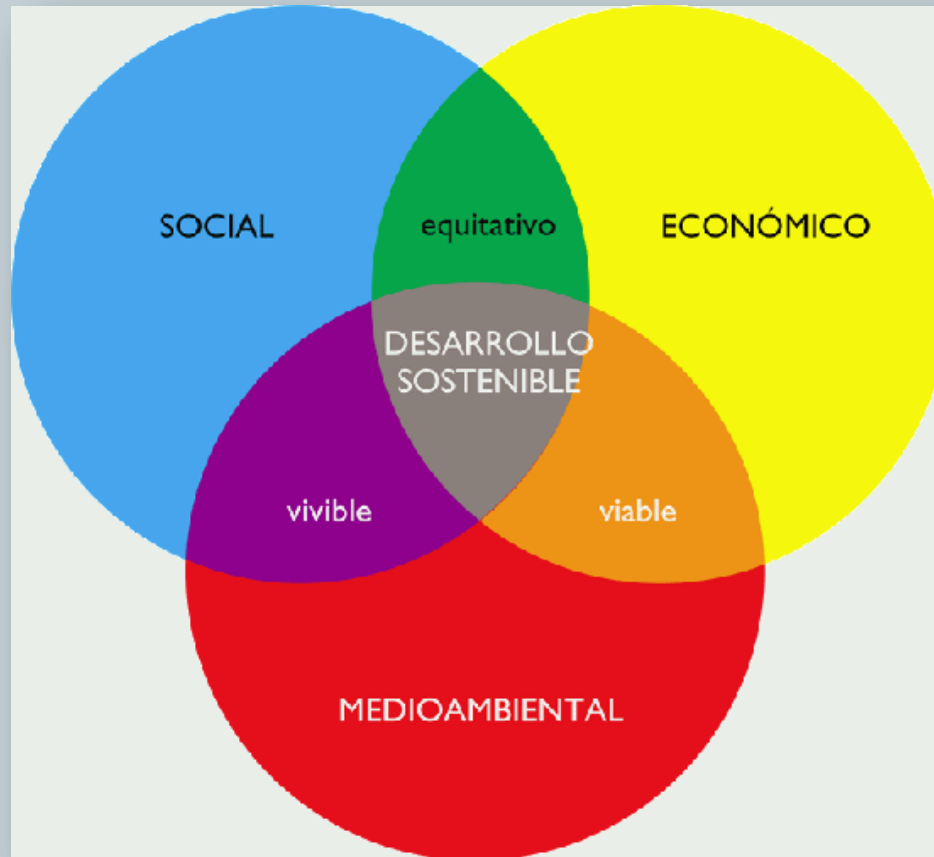 SOCIAL
equitativo
ECONÓMICO
DESARROLLO
SOSTENIBLE
vivible
viable
MEDIOAMBIENTAL